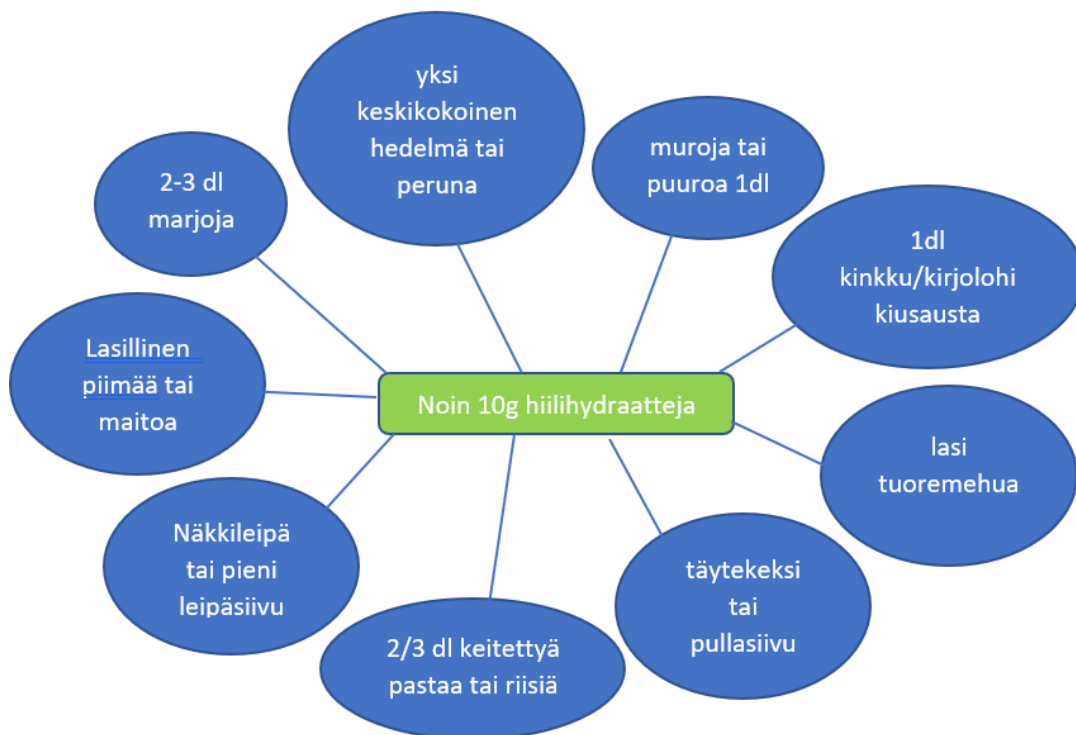 yksi
keskikokoinen
hedelmä tai
peruna
muroja tai
puuroa 1dl
2-3 dl
marjoja
1dl
kinkku/kirjolohi
kiusausta
Lasillinen
piimää tai
maitoa
Noin 10g hiilihydraatteja
lasi
tuoremehua
Näkkileipä
tai pieni
leipäsiivu
täytekeksi
tai
pullasiivu
2/3 dl keitettyä
pastaa tai riisiä